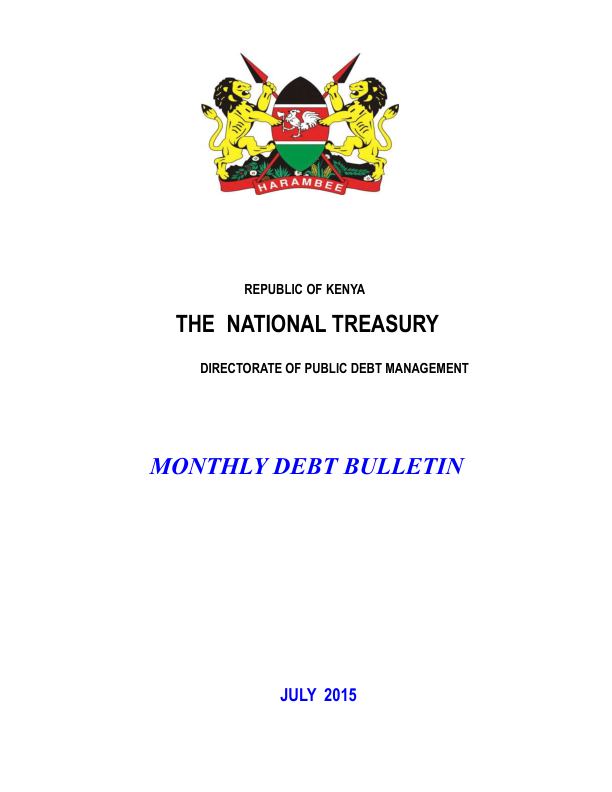 HARAMBEE
REPUBLIC OF KENYA
THE NATIONAL TREASURY
DIRECTORATE OF PUBLIC DEBT MANAGEMENT
MONTHLY DEBT BULLETIN
JULY 2015